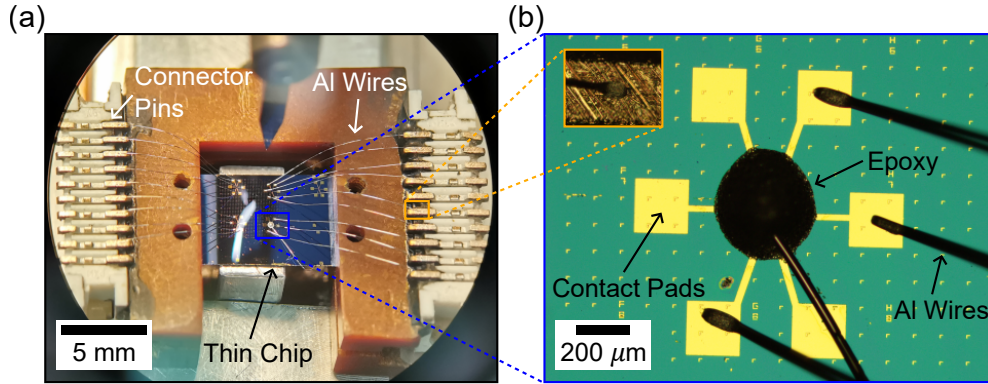 (a)
Connector
Pins
Al Wires
Thin Chip
5 mm
(b)
Epoxy
Contact Pads
Al Wires
200 μm